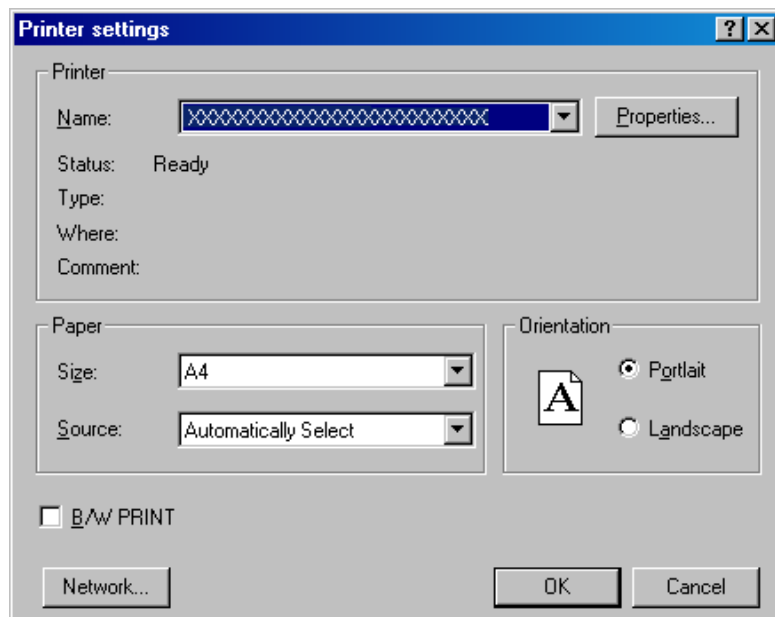 Printer settings
Printer
Name: XXXXXXXXXXXXXXXXXXXXXXXXXX Properties...
Status: Ready
Type:
Where:
Comment:
Paper
Size: A4
Source: Automatically Select
Orientation
A
Portlait
Landscape
B/W PRINT
Network... OK Cancel